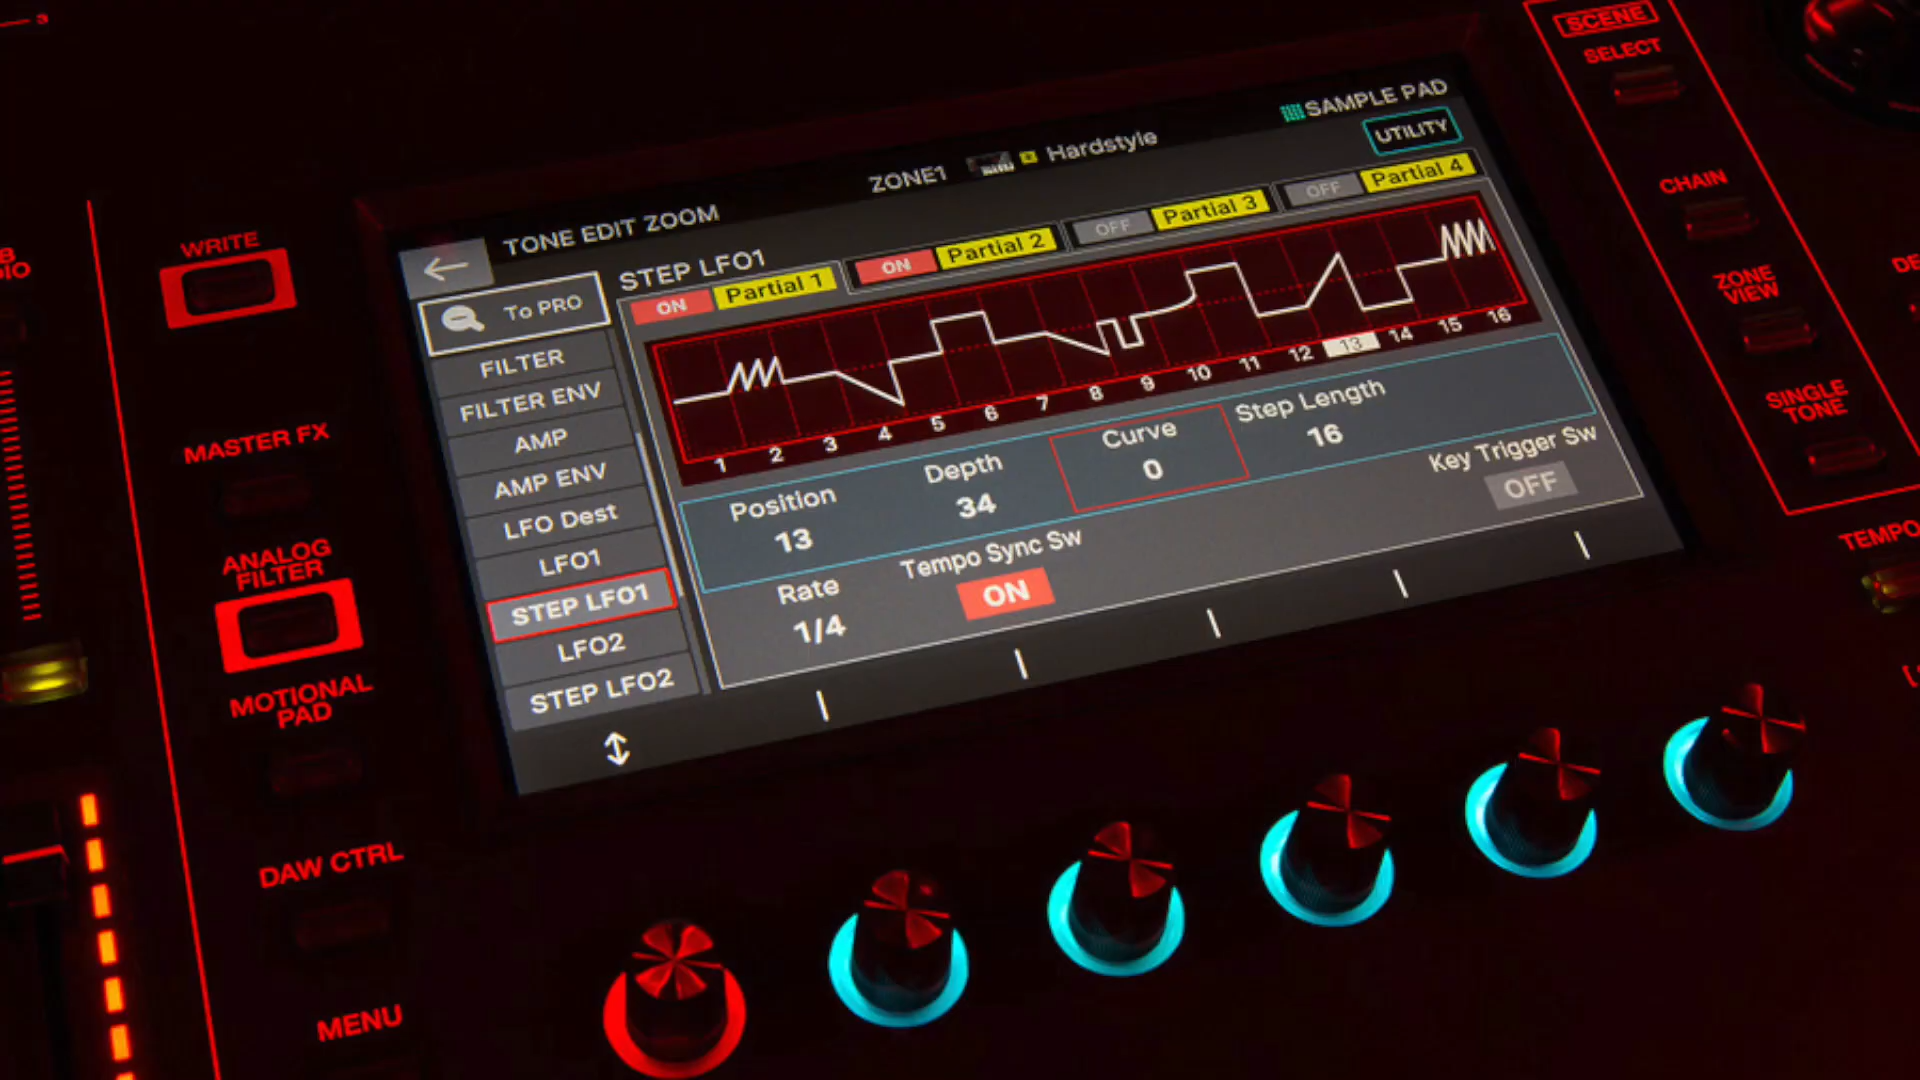 WRITE
MASTER FX
ANALOG
FILTER
MOTIONAL
PAD
DAW CTRL
MENU
TONE EDIT ZOOM
ZONE1
Hardstyle
SAMPLE PAD
UTILITY
To PRO
FILTER
FILTER ENV
AMP
AMP ENV
LFO Dest
LFO1
STEP LFO1
LFO2
STEP LFO2
STEP LFO1
ON Partial 1
ON Partial 2
OFF Partial 3
OFF Partial 4
1 2 3 4 5 6 7 8 9 10 11 12 13 14 15 16
Position
13
Depth
34
Curve
0
Step Length
16
Rate
1/4
Tempo Sync Sw
ON
Key Trigger Sw
OFF
SCENE
SELECT
CHAIN
ZONE
VIEW
SINGLE
TONE
TEMPO